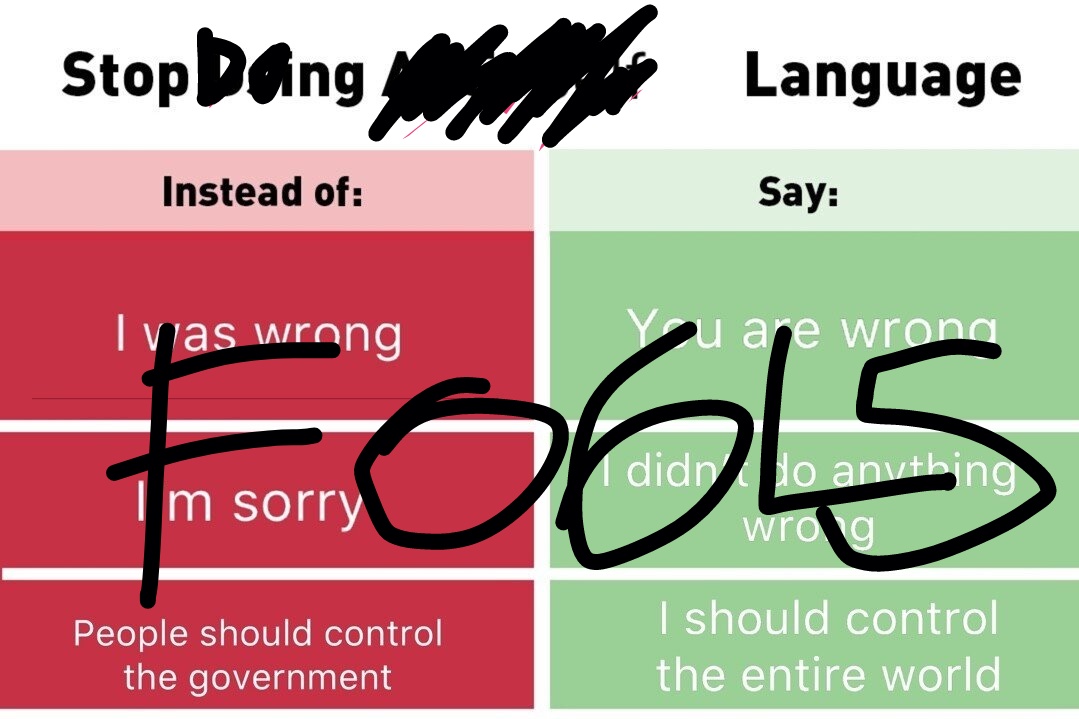 Stop Doing Language
Instead of:
Say:
I was wrong
You are wrong
FOOLS
I'm sorry
I didn't do anything
wrong
People should control
the government
I should control
the entire world